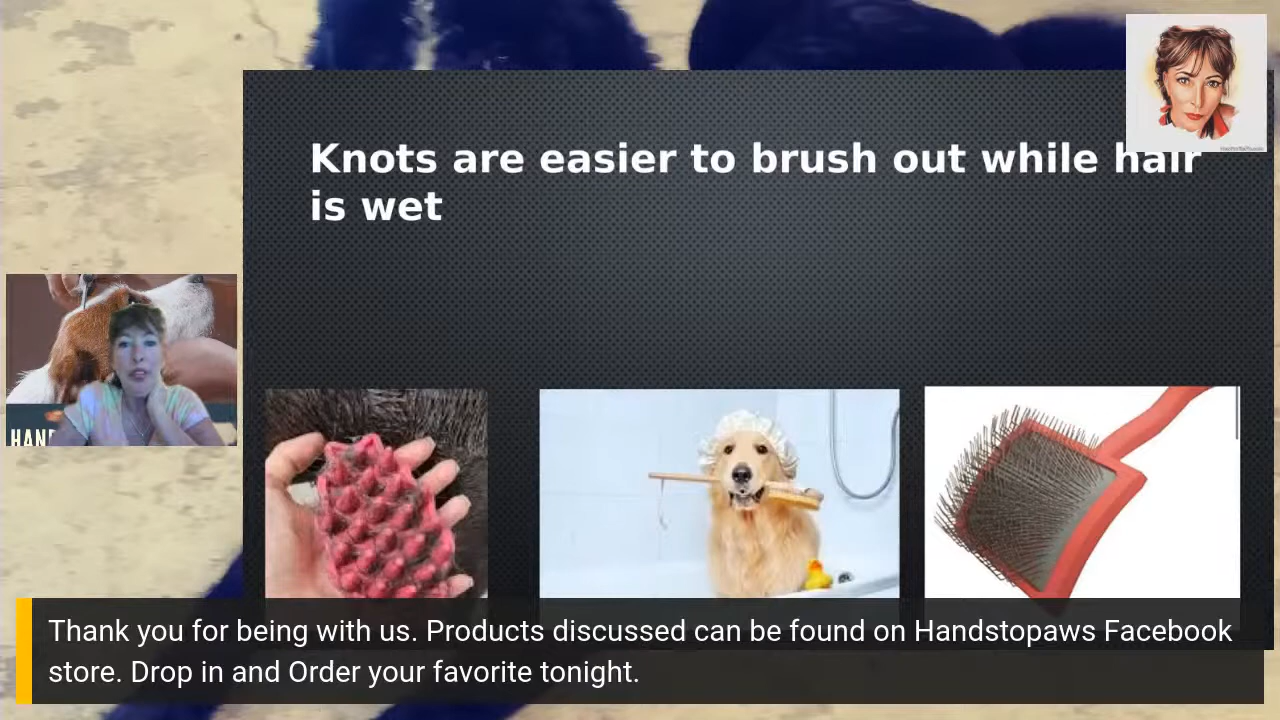 Knots are easier to brush out while hair
is wet
HAND
Thank you for being with us. Products discussed can be found on Handstopaws Facebook
store. Drop in and Order your favorite tonight.